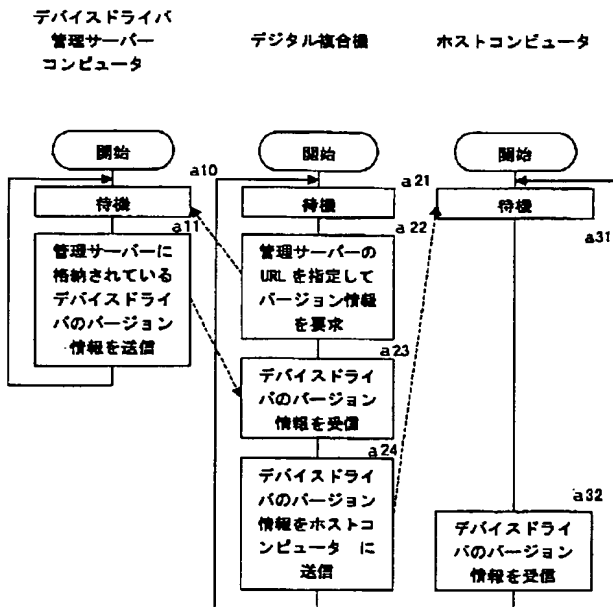 デバイスドライバ
管理サーバー
コンピュータ
デジタル複合機
ホストコンピュータ
開始
開始
開始
a10
待機
a21
待機
待機
a11
管理サーバーに
格納されている
デバイスドライ
バのバージョン
情報を送信
a22
管理サーバーの
URLを指定して
バージョン情報
を要求
a31
a23
デバイスドライ
バのバージョン
情報を受信
a24
デバイスドライ
バのバージョン
情報をホストコ
ンピュータ に
送信
a32
デバイスドライ
バのバージョン
情報を受信